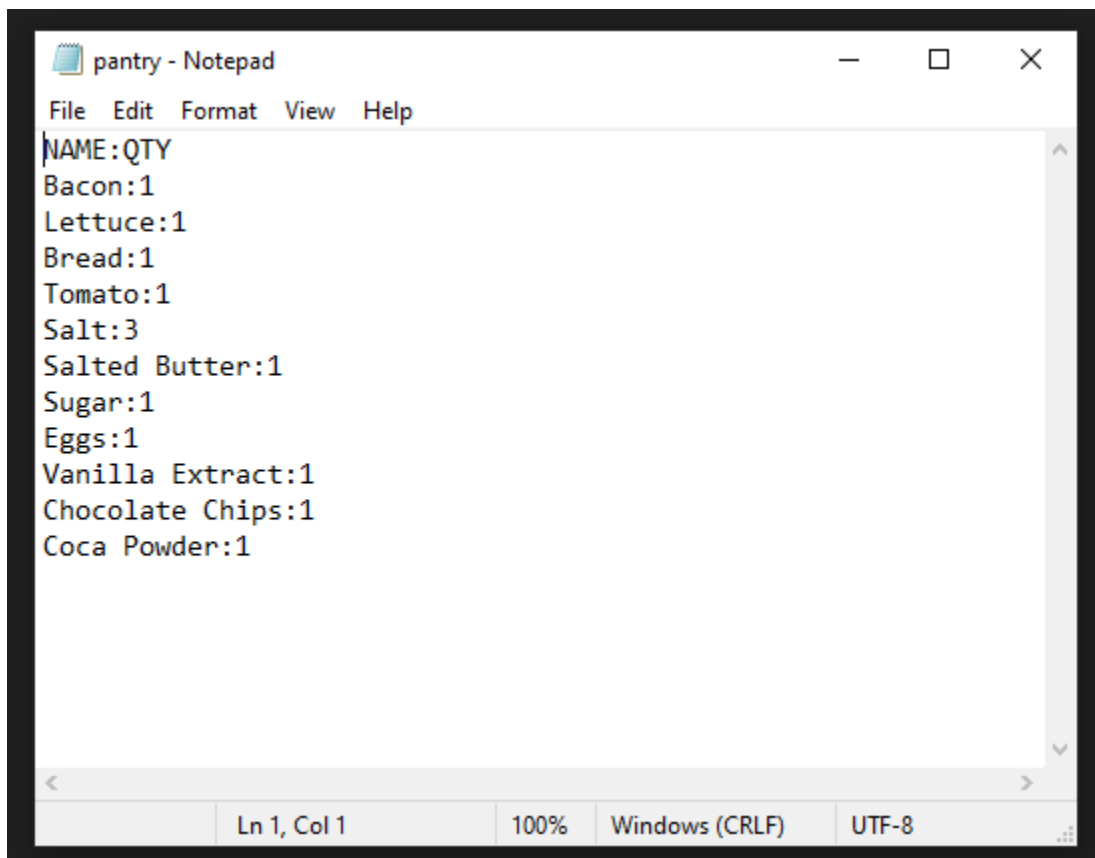 pantry - Notepad
File Edit Format View Help
NAME:QTY
Bacon:1
Lettuce:1
Bread:1
Tomato:1
Salt:3
Salted Butter:1
Sugar:1
Eggs:1
Vanilla Extract:1
Chocolate Chips:1
Coca Powder:1
Ln 1, Col 1 100% Windows (CRLF) UTF-8